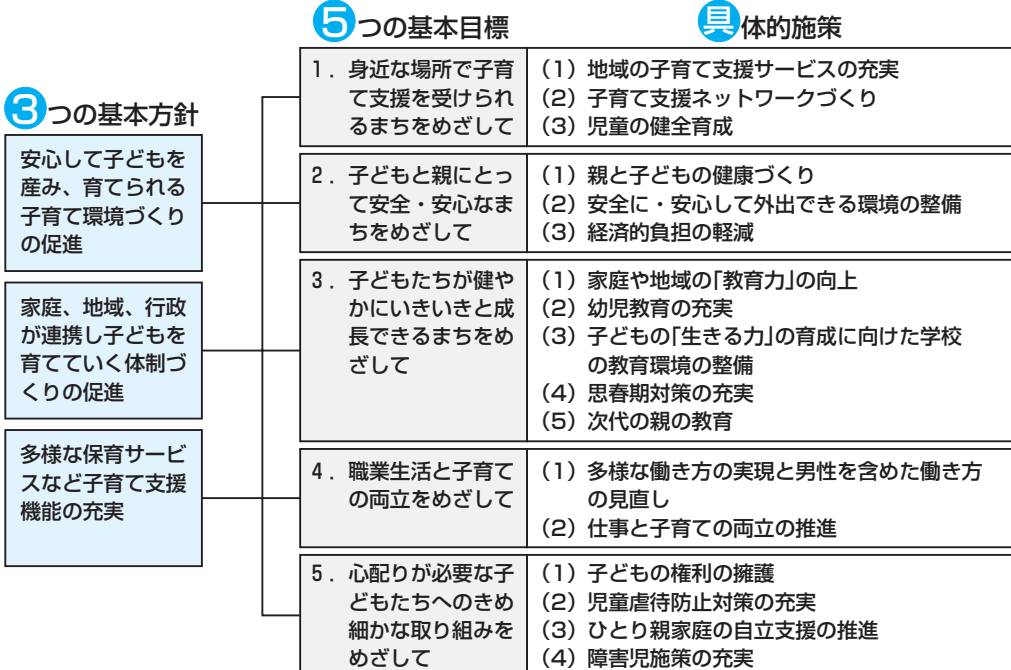 3つの基本方針
安心して子どもを
産み、育てられる
子育て環境づくり
の促進
家庭、地域、行政
が連携し子どもを
育てていく体制づ
くりの促進
多様な保育サービ
スなど子育て支援
機能の充実
5つの基本目標
具体的施策
1．身近な場所で子育
て支援を受けられ
るまちをめざして
（1）地域の子育て支援サービスの充実
（2）子育て支援ネットワークづくり
（3）児童の健全育成
2．子どもと親にとっ
て安全・安心なま
ちをめざして
（1）親と子どもの健康づくり
（2）安全に・安心して外出できる環境の整備
（3）経済的負担の軽減
3．子どもたちが健や
かにいきいきと成
長できるまちをめ
ざして
（1）家庭や地域の「教育力」の向上
（2）幼児教育の充実
（3）子どもの「生きる力」の育成に向けた学校
の教育環境の整備
（4）思春期対策の充実
（5）次代の親の教育
4．職業生活と子育て
の両立をめざして
（1）多様な働き方の実現と男性を含めた働き方
の見直し
（2）仕事と子育ての両立の推進
5．心配りが必要な子
どもたちへのきめ
細かな取り組みを
めざして
（1）子どもの権利の擁護
（2）児童虐待防止対策の充実
（3）ひとり親家庭の自立支援の推進
（4）障害児施策の充実